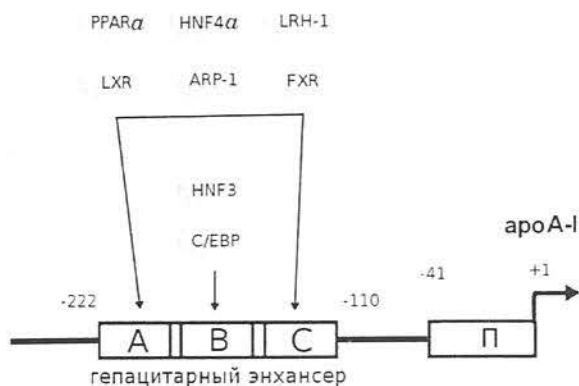 PPARα HNF4α LRH-1
LXR ARP-1 FXR
HNF3
C/EBP
apoA-I
-222 -110 -41 +1
A B C П
гепацитарный энхансер